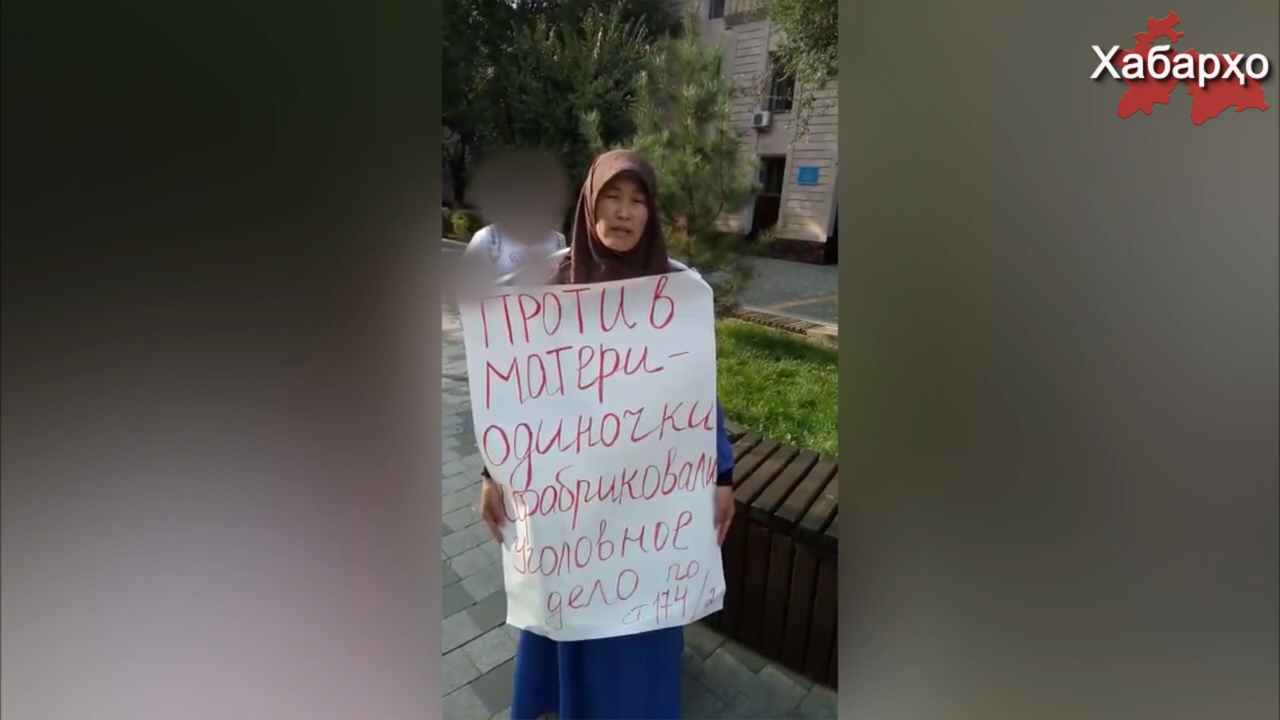 Хабарҳо
ПРОТИВ
матери-
одиночки
сфабриковали
уголовное
дело по
ст. 174/2